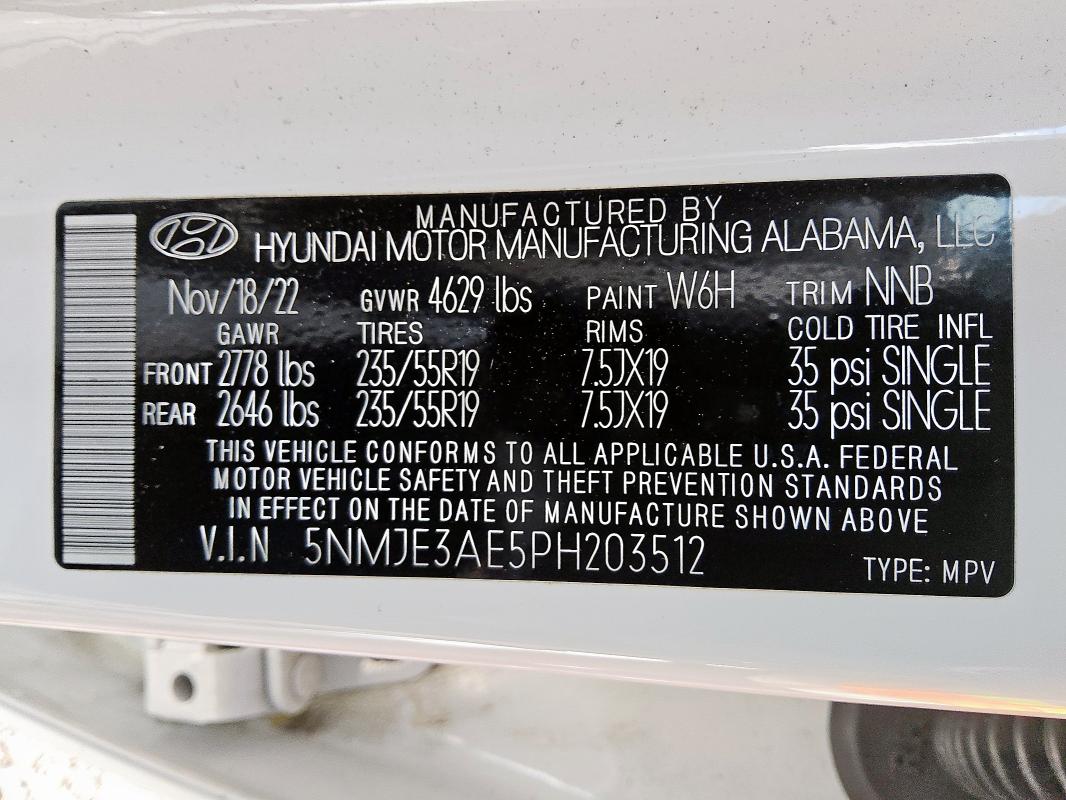 MANUFACTURED BY
HYUNDAI MOTOR MANUFACTURING ALABAMA, LLC
Nov/18/22 GVWR 4629 lbs PAINT W6H TRIM NNB
GAWR TIRES RIMS COLD TIRE INFL
FRONT 2778 lbs 235/55R19 7.5JX19 35 psi SINGLE
REAR 2646 lbs 235/55R19 7.5JX19 35 psi SINGLE
THIS VEHICLE CONFORMS TO ALL APPLICABLE U.S.A. FEDERAL
MOTOR VEHICLE SAFETY AND THEFT PREVENTION STANDARDS
IN EFFECT ON THE DATE OF MANUFACTURE SHOWN ABOVE
V.I.N 5NMJE3AE5PH203512
TYPE: MPV